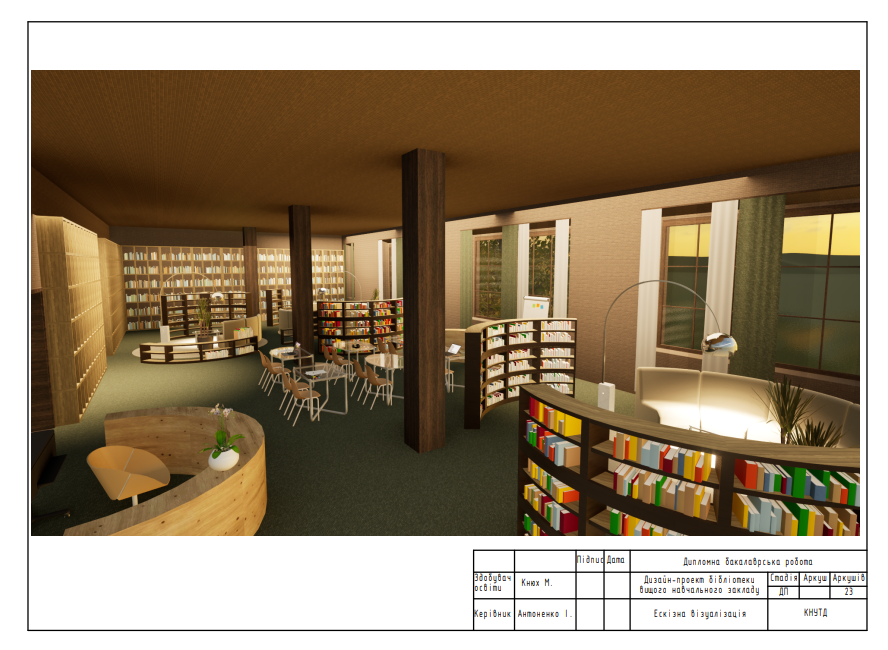 Підпис Дата Дипломна бакалаврська робота
Здобувач освіти Кнюх М. Дизайн-проект бібліотеки вищого навчального закладу Стадія Аркуш Аркушів
ДП 23
Керівник Антоненко І. Ескізна візуалізація КНУТД